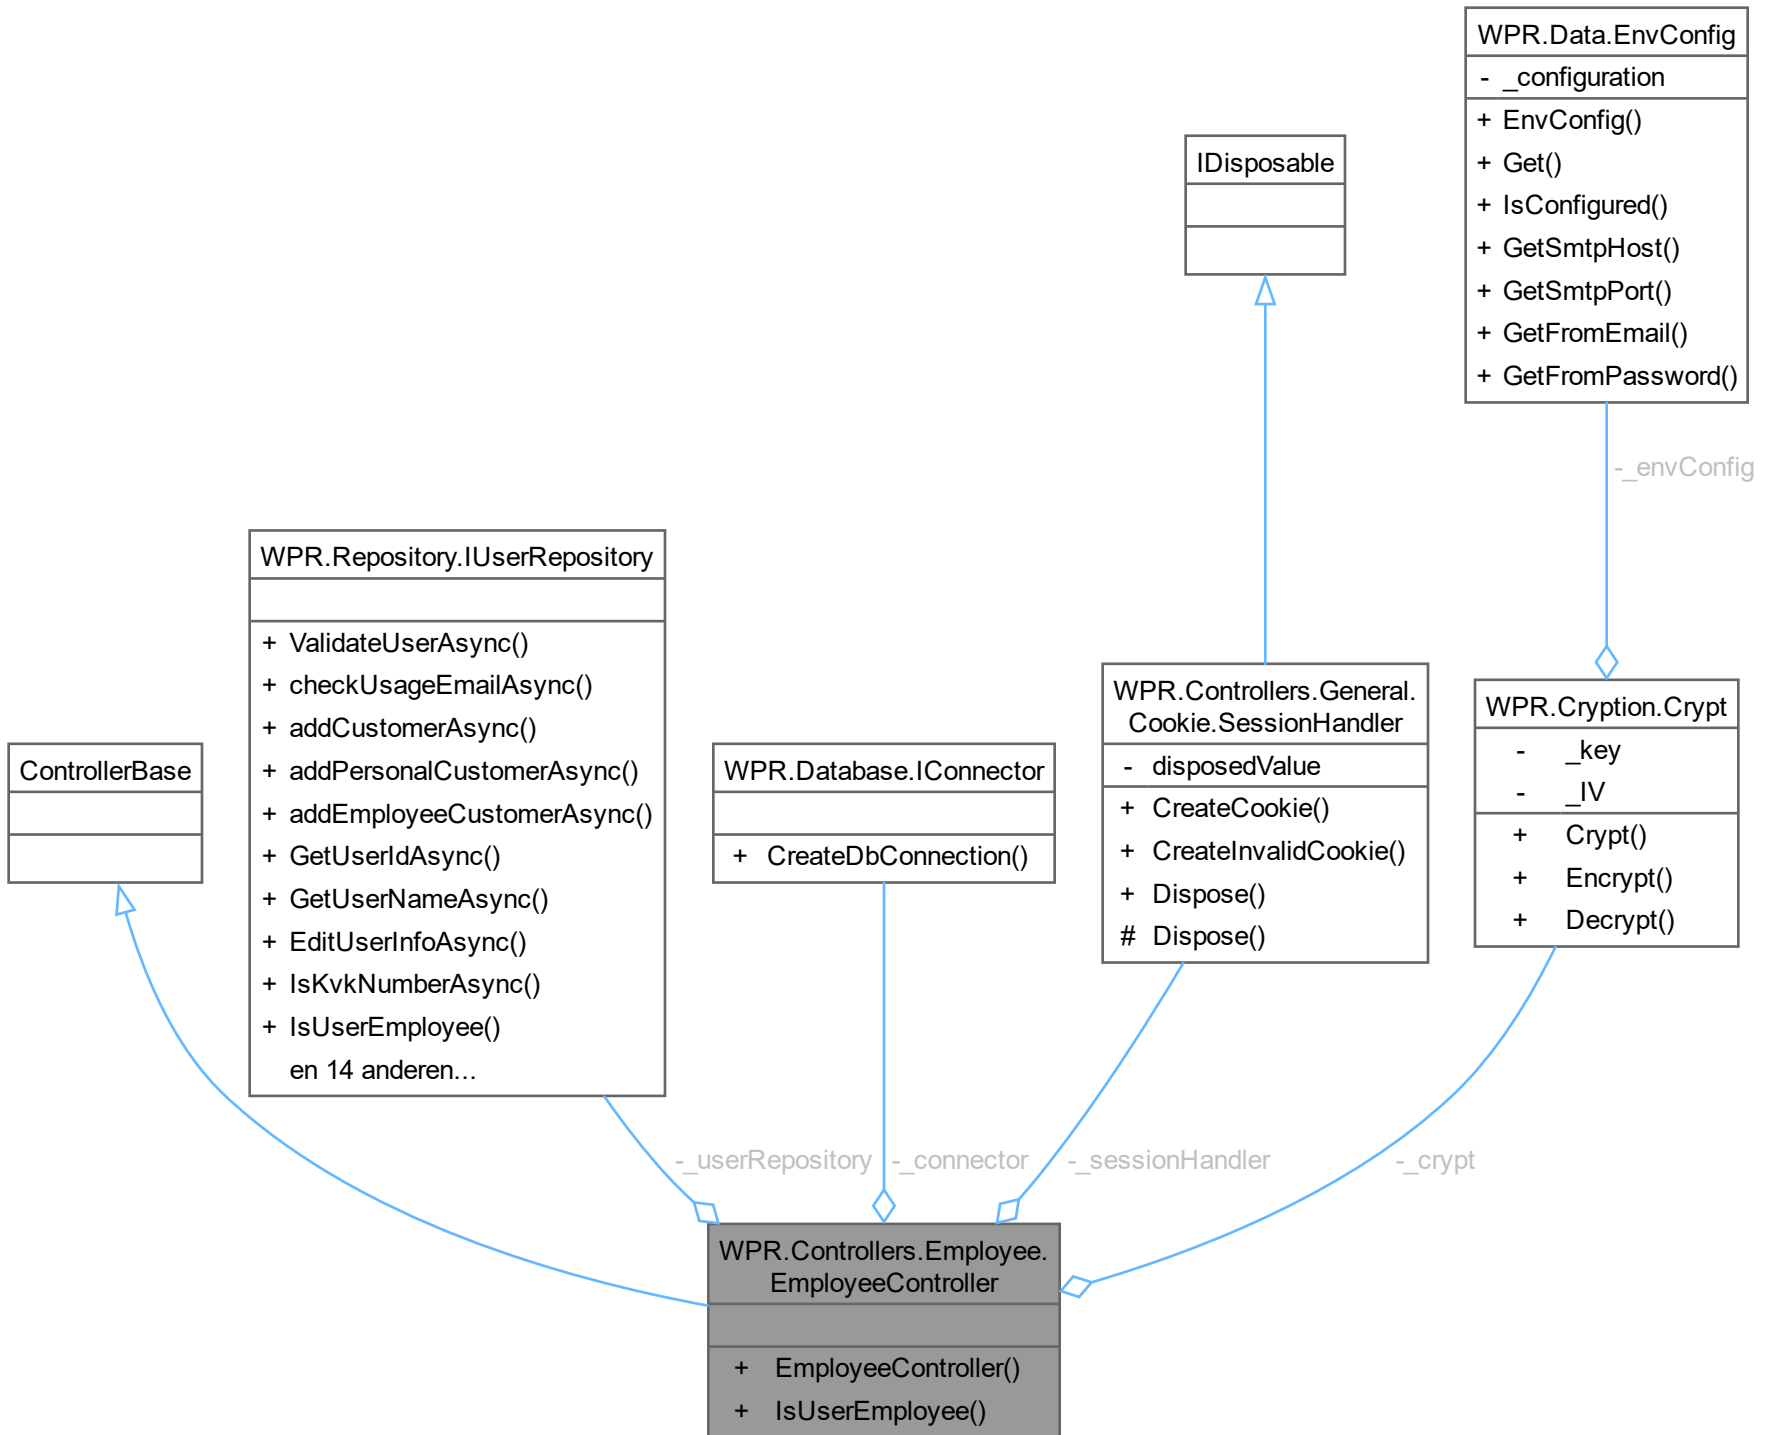 WPR.Data.EnvConfig
- _configuration
+ EnvConfig()
+ Get()
+ IsConfigured()
+ GetSmtpHost()
+ GetSmtpPort()
+ GetFromEmail()
+ GetFromPassword()
IDisposable
-_envConfig
WPR.Repository.IUserRepository
+ ValidateUserAsync()
+ checkUsageEmailAsync()
+ addCustomerAsync()
+ addPersonalCustomerAsync()
+ addEmployeeCustomerAsync()
+ GetUserIdAsync()
+ GetUserNameAsync()
+ EditUserInfoAsync()
+ IsKvkNumberAsync()
+ IsUserEmployee()
en 14 anderen...
WPR.Controllers.General.
Cookie.SessionHandler
- disposedValue
+ CreateCookie()
+ CreateInvalidCookie()
+ Dispose()
# Dispose()
WPR.Cryption.Crypt
- _key
- _IV
+ Crypt()
+ Encrypt()
+ Decrypt()
ControllerBase
WPR.Database.IConnector
+ CreateDbConnection()
-_userRepository
-_connector
-_sessionHandler
-_crypt
WPR.Controllers.Employee.
EmployeeController
+ EmployeeController()
+ IsUserEmployee()